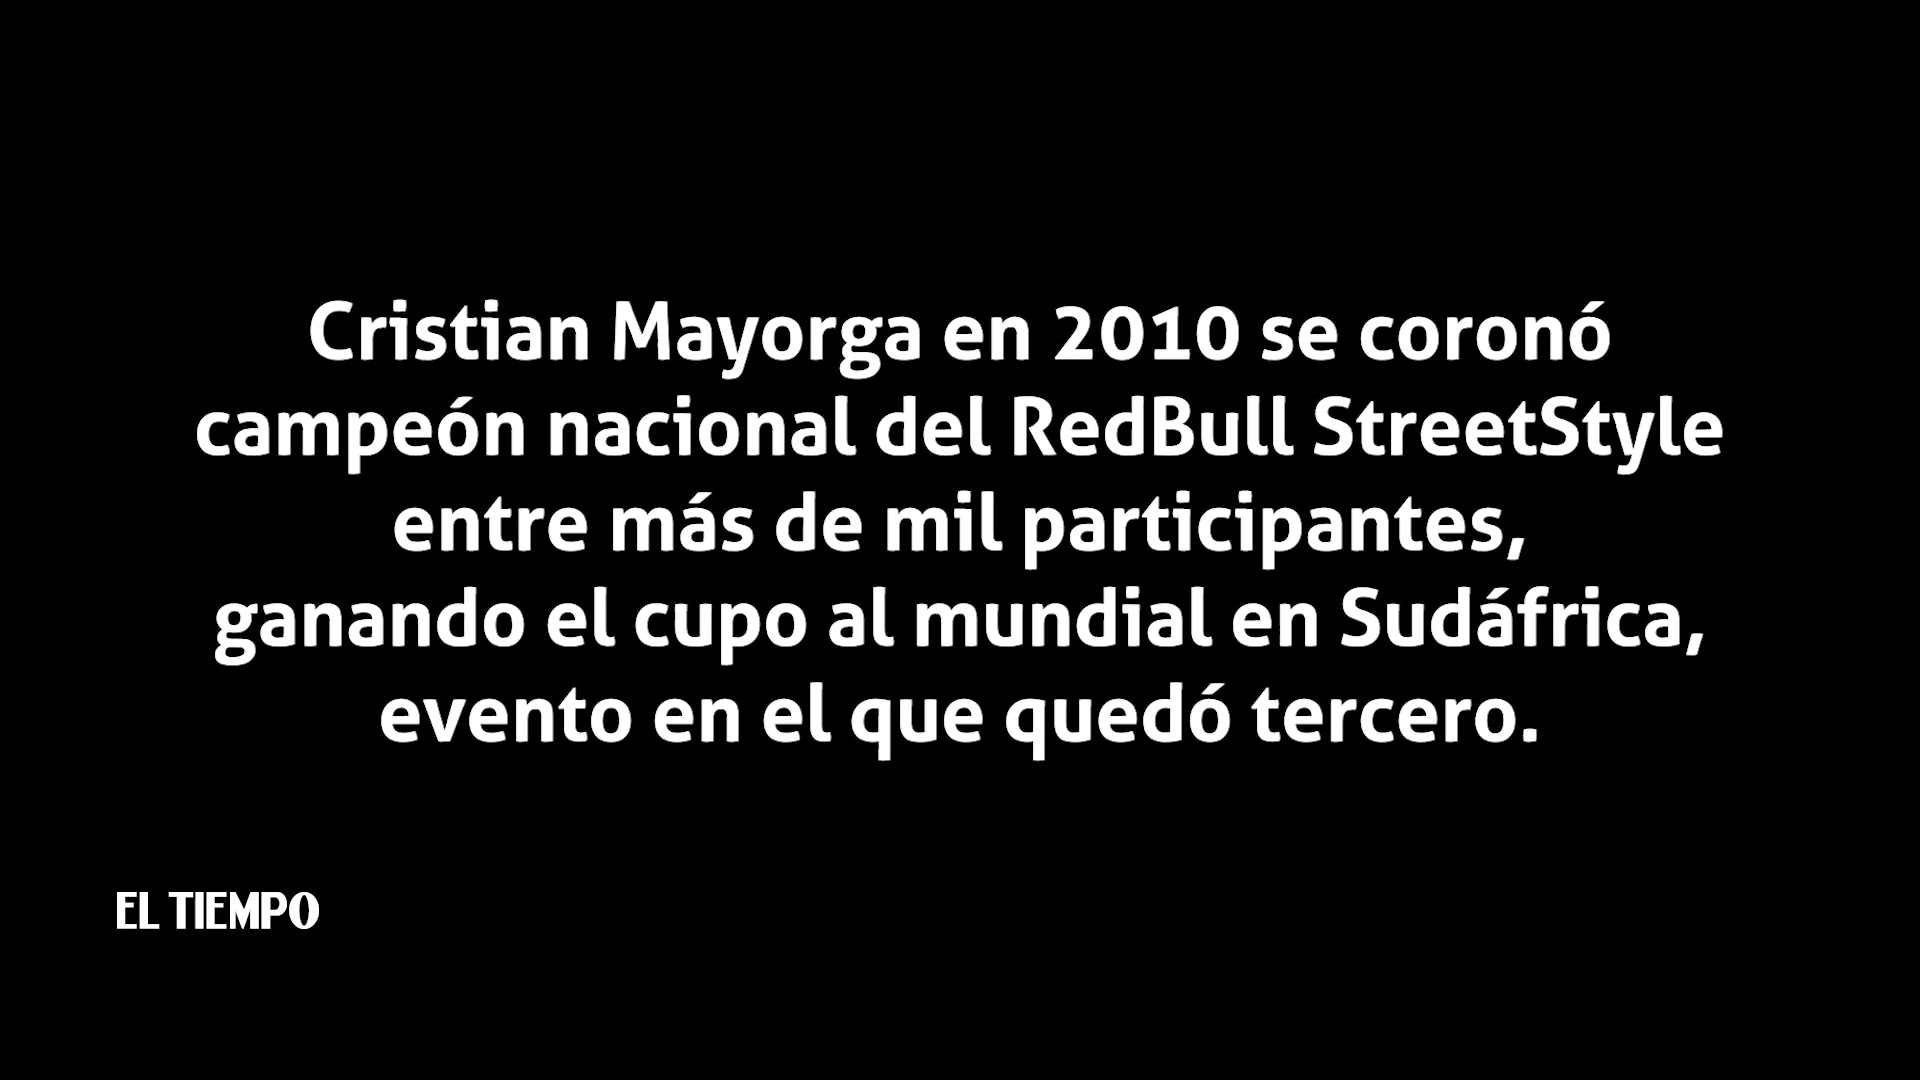 Cristian Mayorga en 2010 se coronó
campeón nacional del RedBull StreetStyle
entre más de mil participantes,
ganando el cupo al mundial en Sudáfrica,
evento en el que quedó tercero.
EL TIEMPO